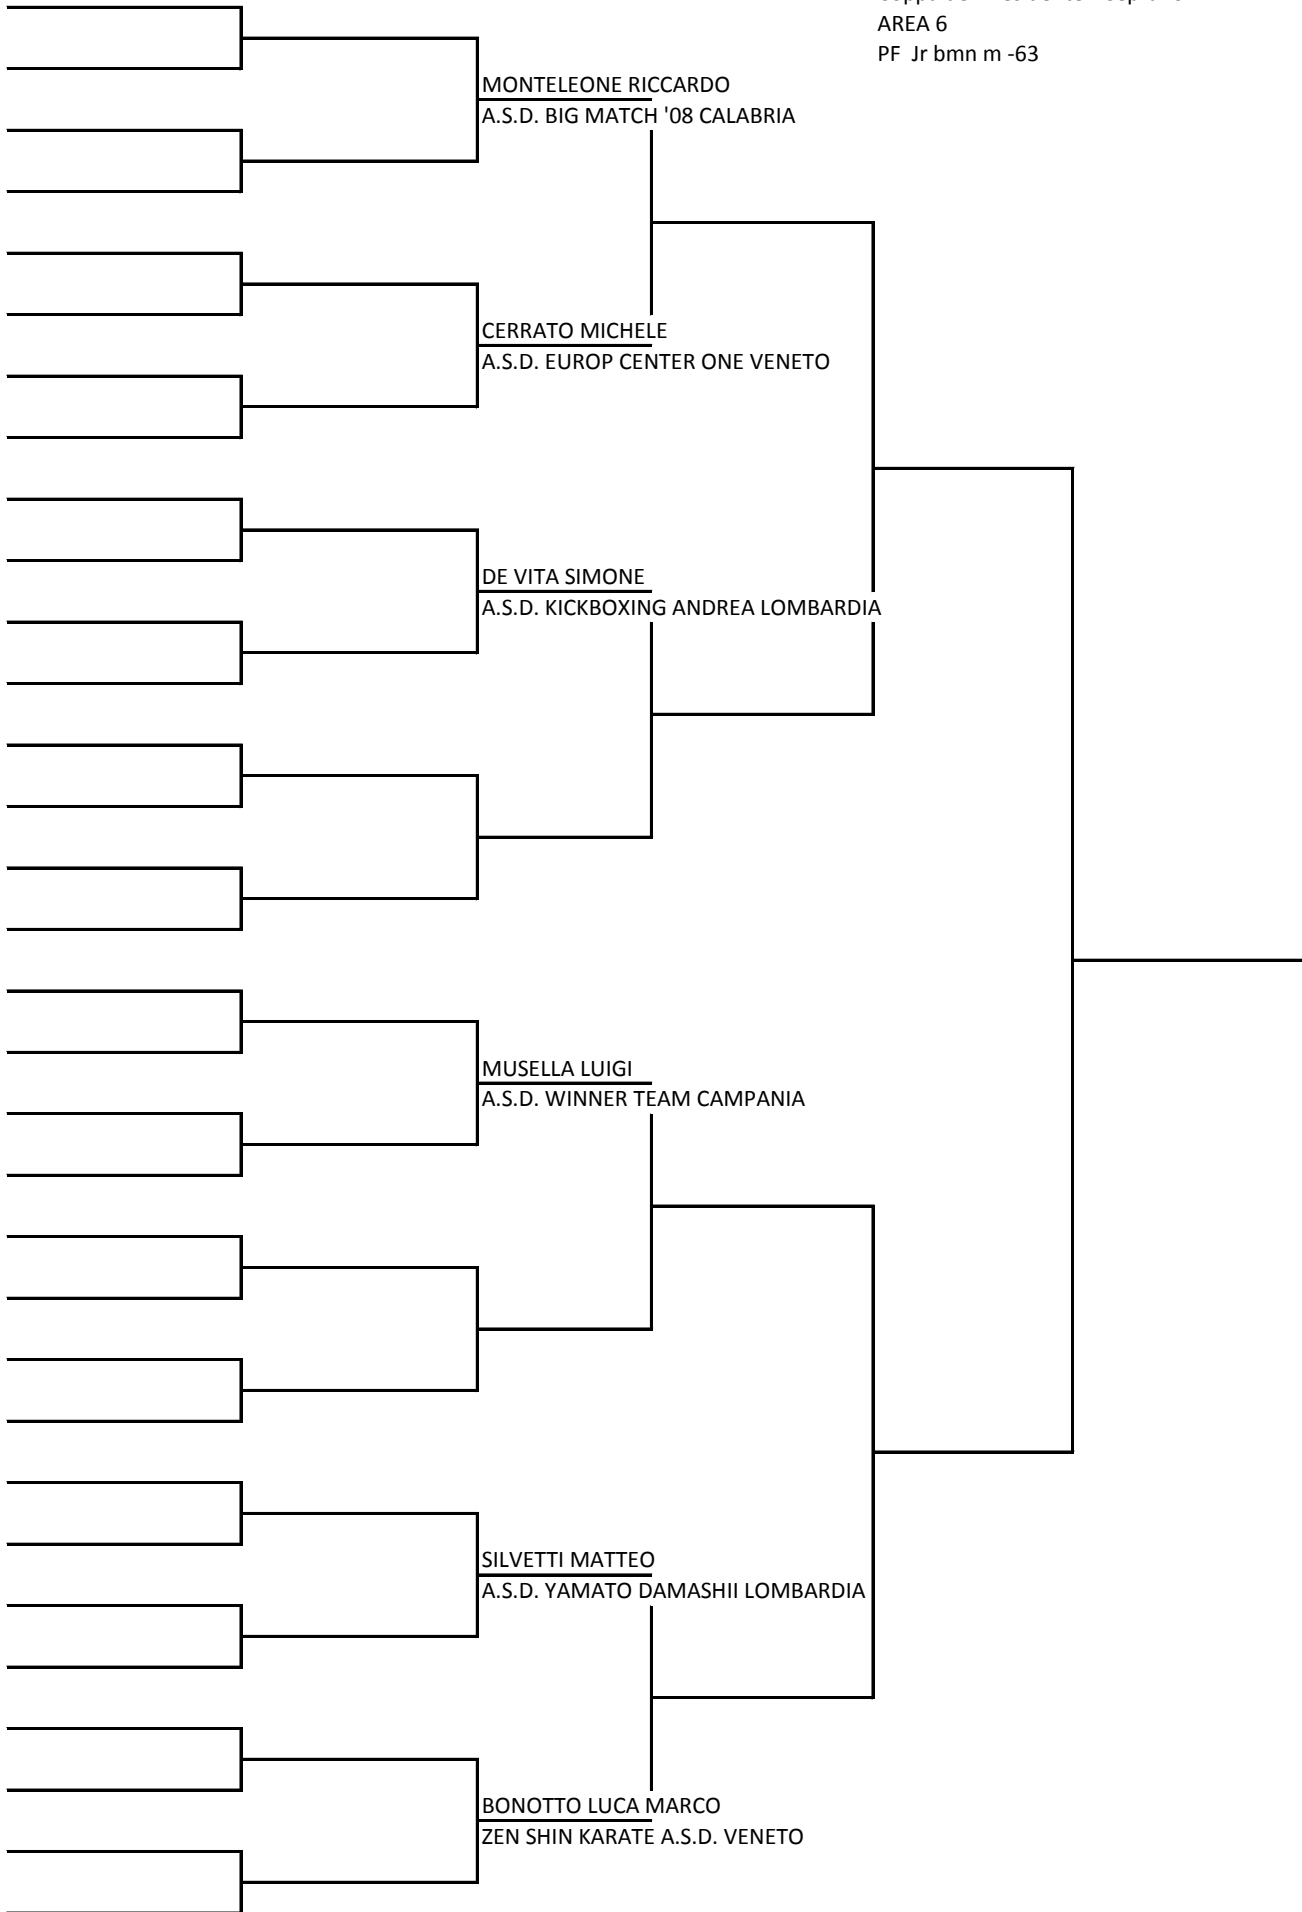 AREA 6
PF Jr bmn m -63
MONTELEONE RICCARDO
A.S.D. BIG MATCH '08 CALABRIA
CERRATO MICHELE
A.S.D. EUROP CENTER ONE VENETO
DE VITA SIMONE
A.S.D. KICKBOXING ANDREA LOMBARDIA
MUSELLA LUIGI
A.S.D. WINNER TEAM CAMPANIA
SILVETTI MATTEO
A.S.D. YAMATO DAMASHII LOMBARDIA
BONOTTO LUCA MARCO
ZEN SHIN KARATE A.S.D. VENETO